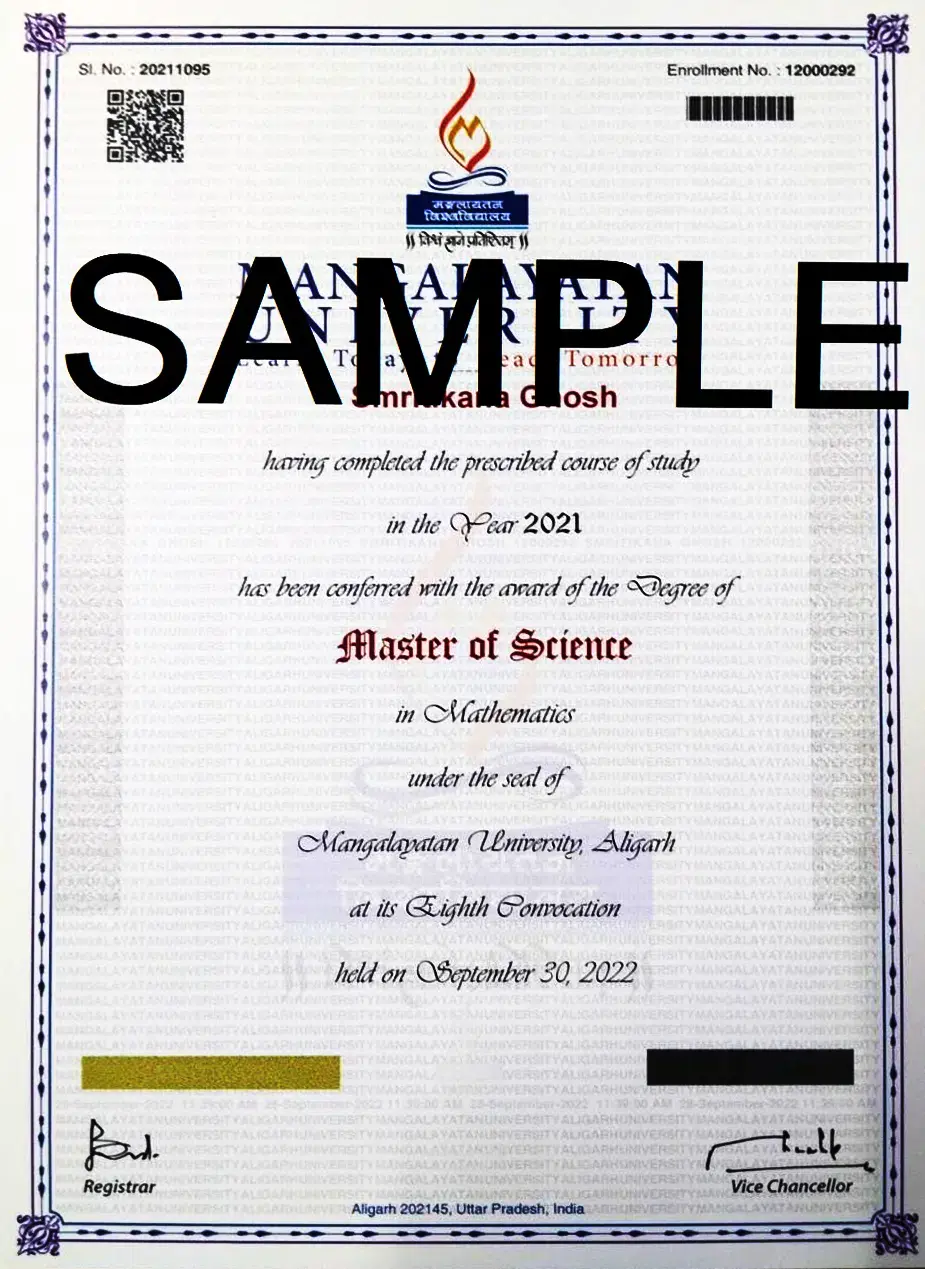 Sl. No. : 20211095
Enrollment No. : 12000292
मङ्गलायतन
विश्वविद्यालय
SAMPLE
MANGALAYATAN
UNIVERSITY
Learn Today to Lead Tomorrow
Ghosh
having completed the prescribed course of study
in the Year 2021
has been conferred with the award of the Degree of
Master of Science
in Mathematics
under the seal of
Mangalayatan University, Aligarh
at its Eighth Convocation
held on September 30, 2022
Registrar
Vice Chancellor
Aligarh 202145, Uttar Pradesh, India